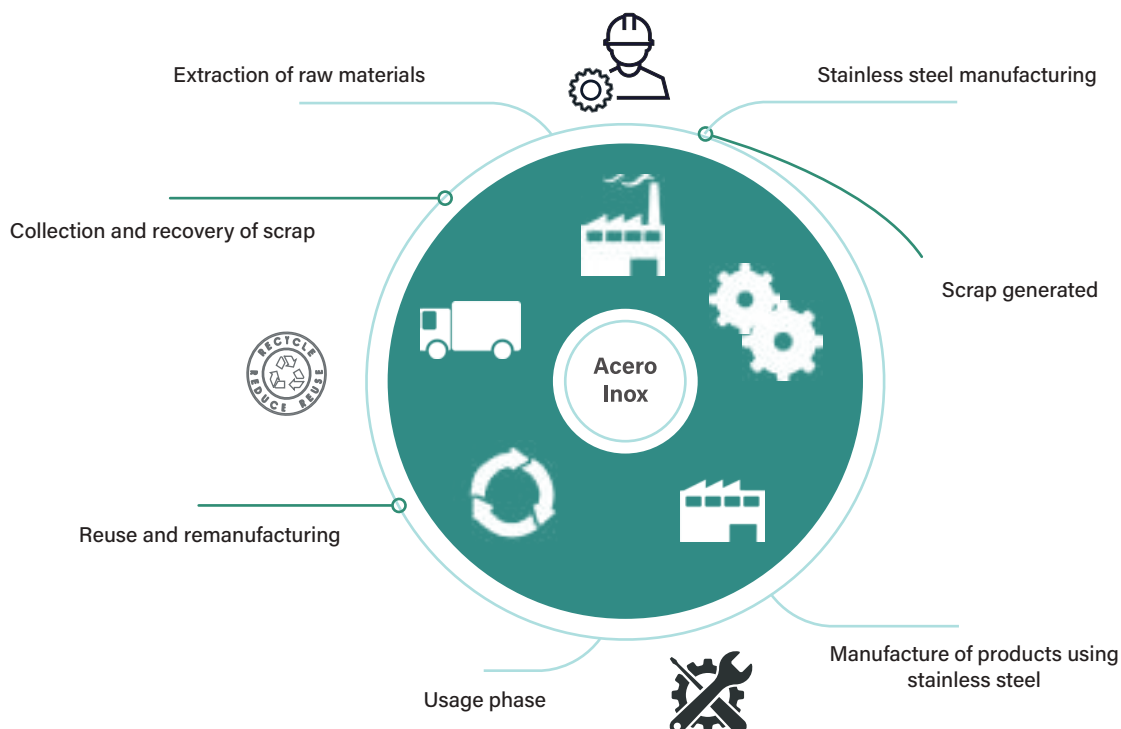 Extraction of raw materials
Stainless steel manufacturing
Collection and recovery of scrap
Scrap generated
RECYCLE
REDUCE REUSE
Acero
Inox
Reuse and remanufacturing
Manufacture of products using
stainless steel
Usage phase